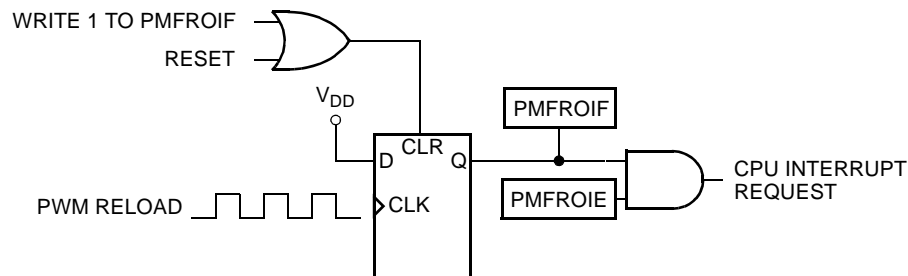 WRITE 1 TO PMFROIF
RESET
VDD
PMFROIF
D
CLR
Q
CPU INTERRUPT
REQUEST
PWM RELOAD
CLK
PMFROIE